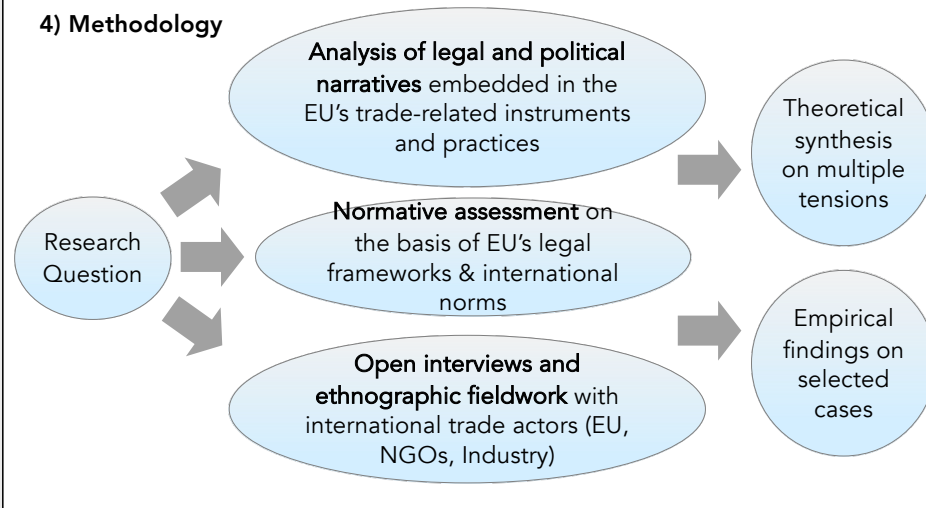 4) Methodology
Analysis of legal and political
narratives embedded in the
EU’s trade-related instruments
and practices
Research
Question
Normative assessment on
the basis of EU’s legal
frameworks & international
norms
Open interviews and
ethnographic fieldwork with
international trade actors (EU,
NGOs, Industry)
Theoretical
synthesis
on multiple
tensions
Empirical
findings on
selected
cases